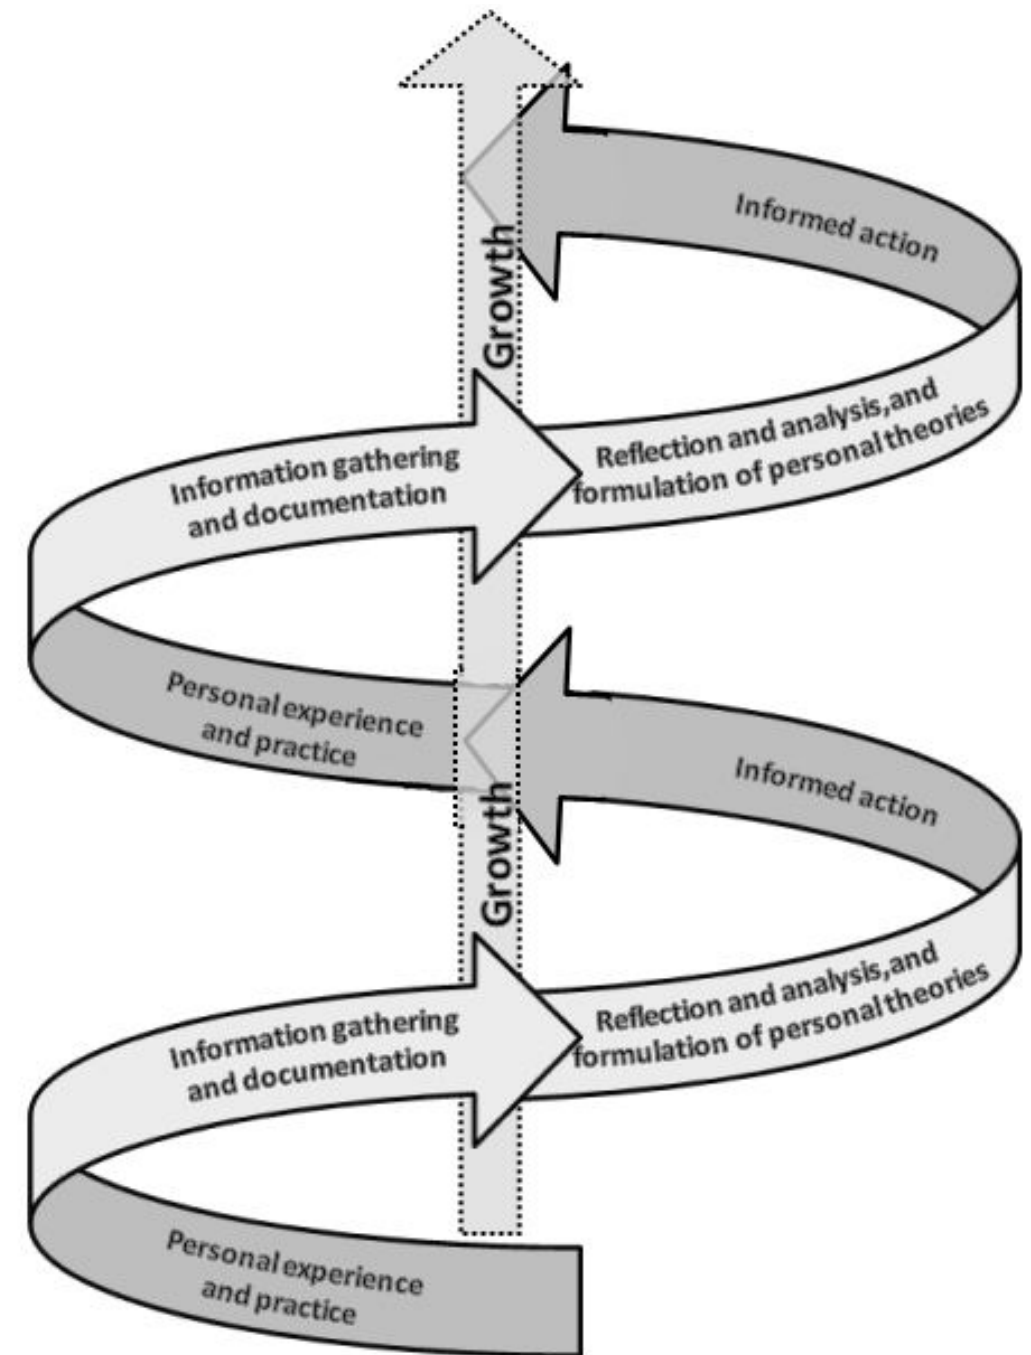 Informed action
Growth
Reflection and analysis,and
formulation of personal theories
Information gathering
and documentation
Personal experience
and practice
Informed action
Growth
Reflection and analysis,and
formulation of personal theories
Information gathering
and documentation
Personal experience
and practice